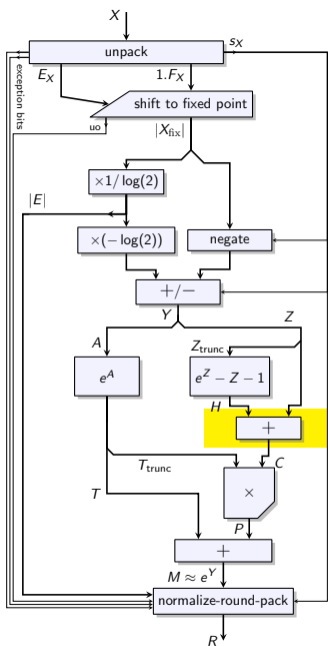 X
unpack
s_X
E_X
1.F_X
exception bits
shift to fixed point
uo
|X_fix|
×1/ log(2)
|E|
×(− log(2))
negate
+/−
Y
Z
A
Z_trunc
e^A
e^Z − Z − 1
H
+
T_trunc
C
×
T
P
+
M ≈ e^Y
normalize-round-pack
R